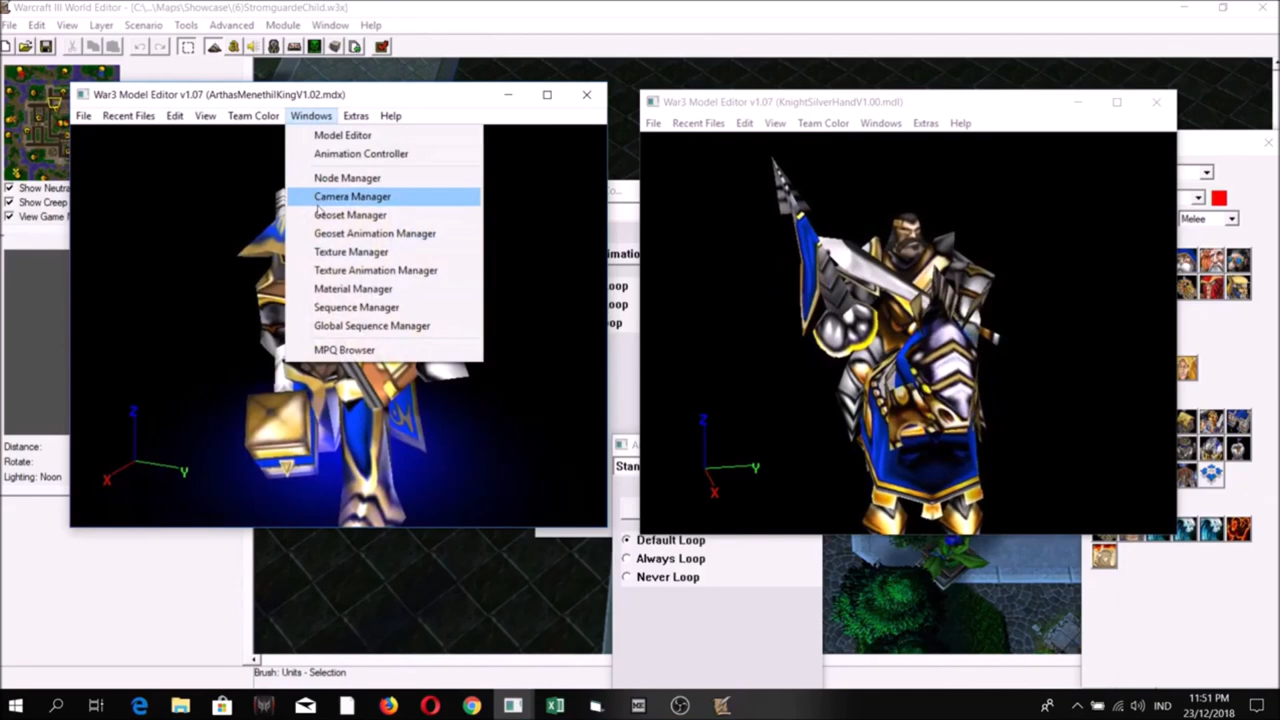 Warcraft III World Editor - [C:\...\Maps\Showcase\(6)StromguardeChild.w3x]
File Edit View Layer Scenario Tools Advanced Module Window Help
War3 Model Editor v1.07 (ArthasMenethilKingV1.02.mdx)
File Recent Files Edit View Team Color Windows Extras Help
Model Editor
Animation Controller
Node Manager
Camera Manager
Geoset Manager
Geoset Animation Manager
Texture Manager
Texture Animation Manager
Material Manager
Sequence Manager
Global Sequence Manager
MPQ Browser
War3 Model Editor v1.07 (KnightSilverHandV1.00.mdl)
File Recent Files Edit View Team Color Windows Extras Help
Show Neutra
Show Creep
View Game
Melee
Z
X
Y
Z
X
Y
Distance:
Rotate:
Lighting: Noon
o...
imatio
oop
oop
op
Stan
Default Loop
Always Loop
Never Loop
Brush: Units - Selection
IND
11:51 PM
23/12/2018